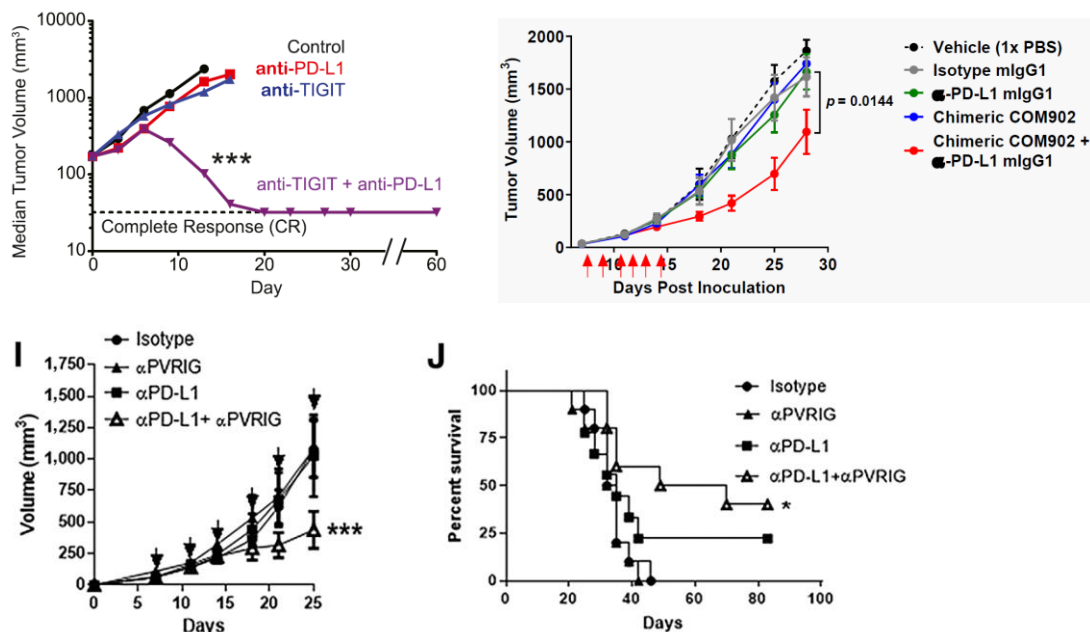 10000
1000
100
10
Median Tumor Volume (mm³)
Control
anti-PD-L1
anti-TIGIT
***
anti-TIGIT + anti-PD-L1
Complete Response (CR)
0 10 20 30 60
Day
2000
1500
1000
500
0
Tumor Volume (mm³)
10 15 20 25 30
Days Post Inoculation
Vehicle (1x PBS)
Isotype mIgG1
-PD-L1 mIgG1
Chimeric COM902
Chimeric COM902 +
-PD-L1 mIgG1
p = 0.0144
I
Isotype
αPVRIG
αPD-L1
αPD-L1+ αPVRIG
1,750
1,500
1,250
1,000
750
500
250
0
Volume (mm³)
***
0 5 10 15 20 25
Days
J
Isotype
αPVRIG
αPD-L1
αPD-L1+αPVRIG
*
100
75
50
25
0
Percent survival
0 20 40 60 80 100
Days